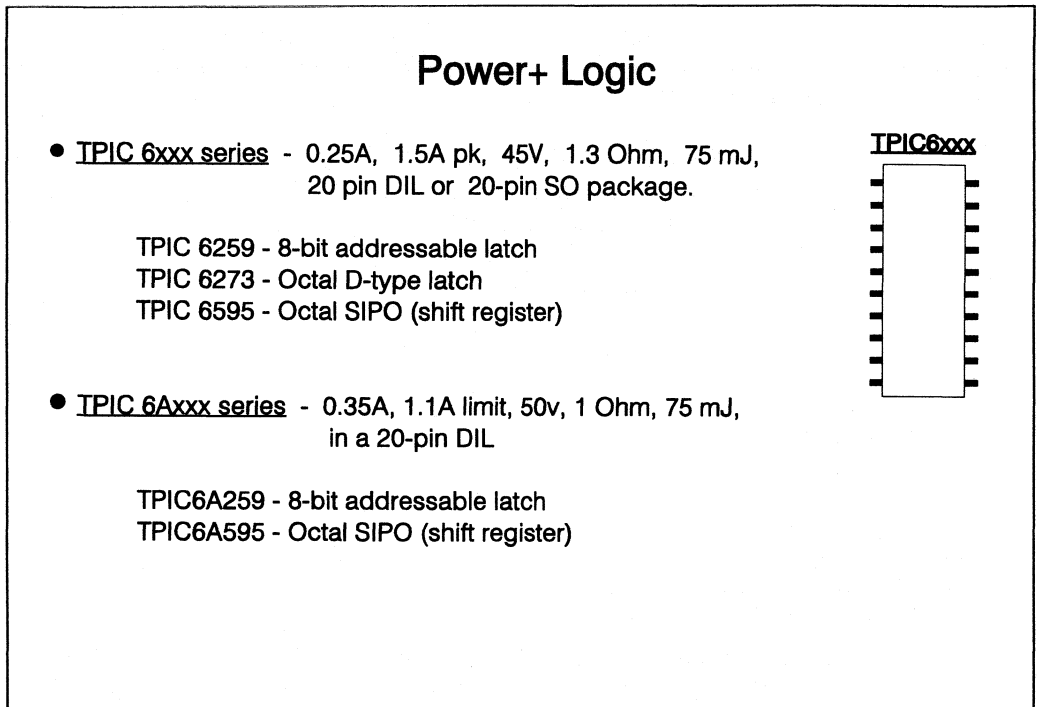 Power+ Logic
● TPIC 6xxx series - 0.25A, 1.5A pk, 45V, 1.3 Ohm, 75 mJ,
20 pin DIL or 20-pin SO package.
TPIC6xxx
TPIC 6259 - 8-bit addressable latch
TPIC 6273 - Octal D-type latch
TPIC 6595 - Octal SIPO (shift register)
● TPIC 6Axxx series - 0.35A, 1.1A limit, 50v, 1 Ohm, 75 mJ,
in a 20-pin DIL
TPIC6A259 - 8-bit addressable latch
TPIC6A595 - Octal SIPO (shift register)